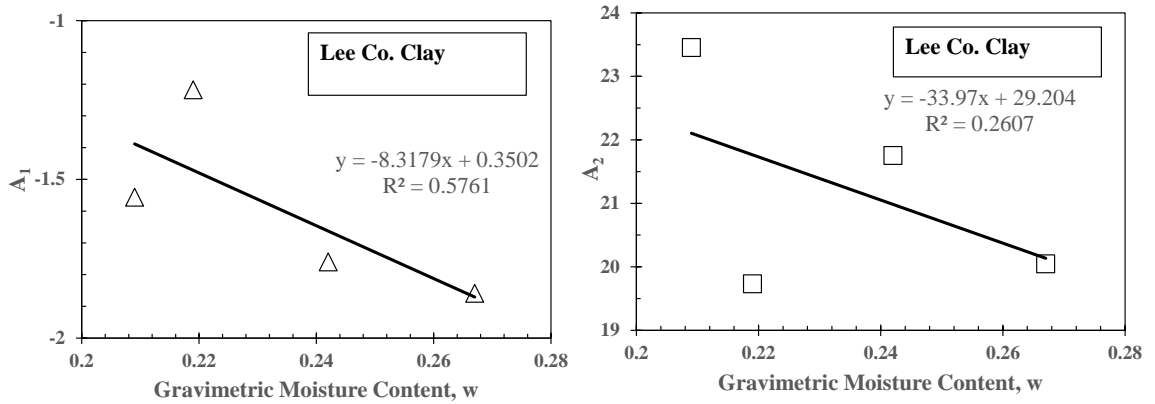 -1
-1.5
-2
A1
Lee Co. Clay
y = -8.3179x + 0.3502
R² = 0.5761
0.2 0.22 0.24 0.26 0.28
Gravimetric Moisture Content, w
24
23
22
21
20
19
A2
Lee Co. Clay
y = -33.97x + 29.204
R² = 0.2607
0.2 0.22 0.24 0.26 0.28
Gravimetric Moisture Content, w